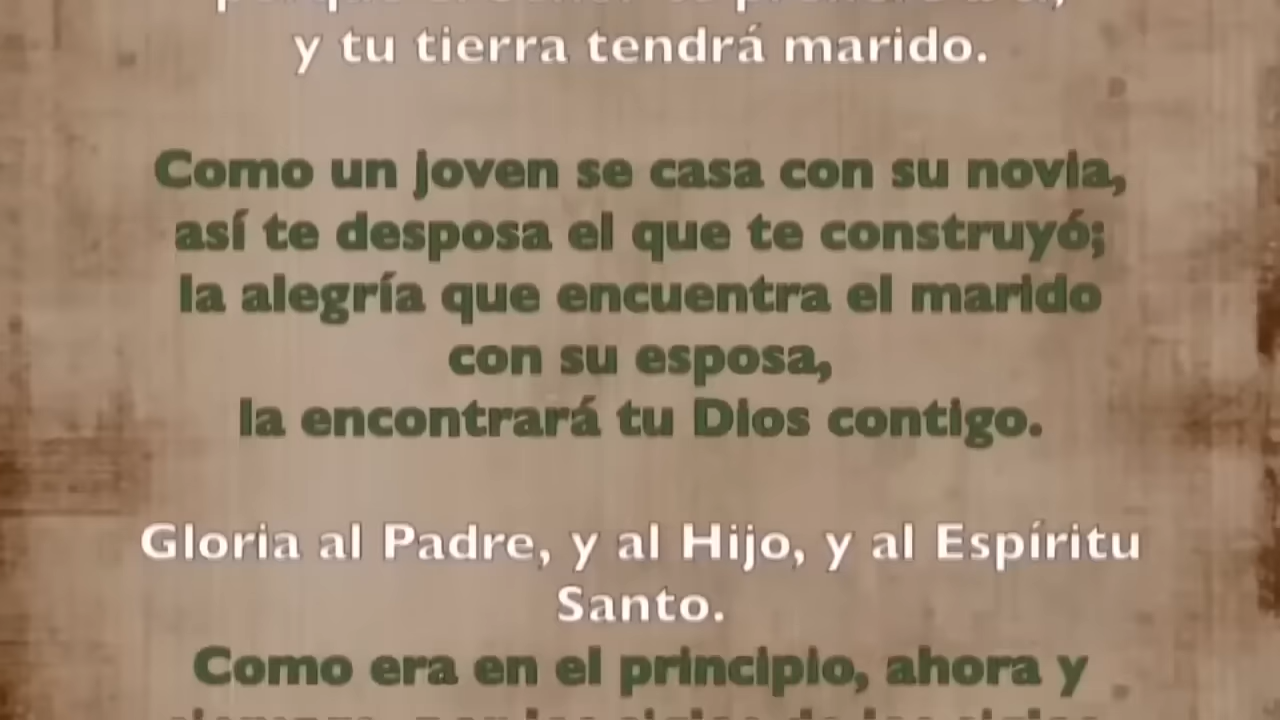 y tu tierra tendrá marido.
Como un joven se casa con su novia,
así te desposa el que te construyó;
la alegría que encuentra el marido
con su esposa,
la encontrará tu Dios contigo.
Gloria al Padre, y al Hijo, y al Espíritu
Santo.
Como era en el principio, ahora y